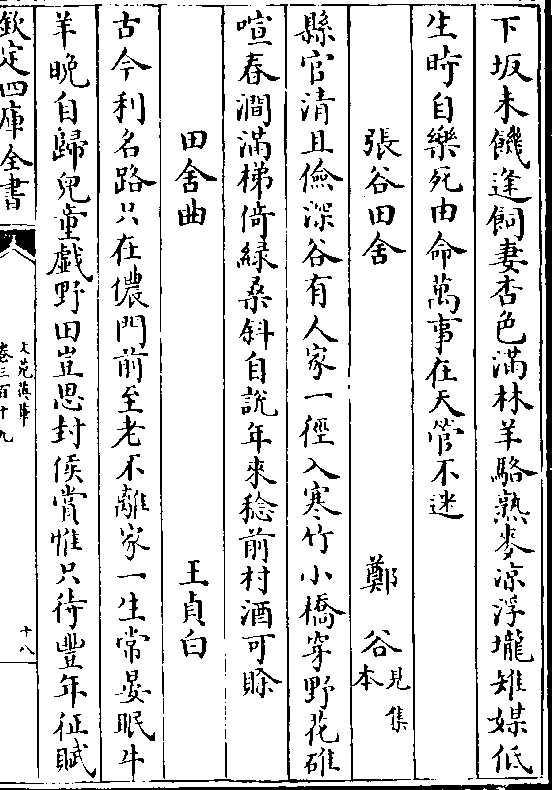 下坂未饑逢飼妻杏色滿林羊駱熟麥凉浮壠雉媒低
生時自樂死由命萬事在天管不迷
張谷田舍　鄭谷　見集本
縣官清且儉深谷有人家一徑入寒竹小橋穿野花碓
喧春澗滿梯倚緑桑斜自說年來稔前村酒可賒
田舍曲　王貞白
古今利名路只在儂門前至老不離家一生常晏眠牛
羊晚自歸兒童戲野田豈思封侯賞惟只待豐年征賦
欽定四庫全書
文苑英華
卷三百十九
十八